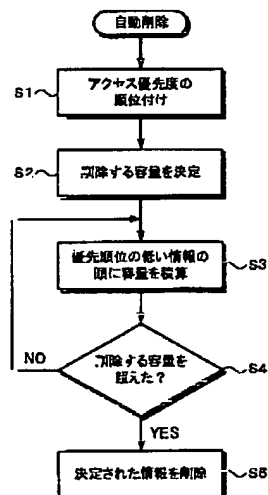 自動削除
S1
アクセス優先度の
順位付け
S2
削除する容量を決定
優先順位の低い情報の
順に容量を積算
S3
削除する容量を
超えた?
S4
NO
YES
決定された情報を削除
S5